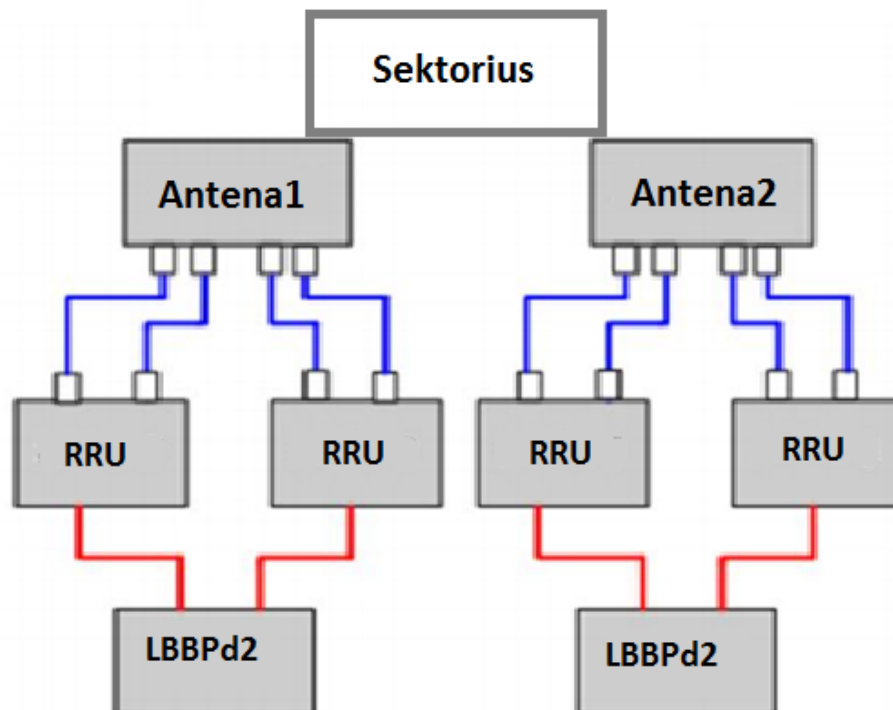 Sektorius
Antena1
Antena2
RRU
RRU
RRU
RRU
LBBPd2
LBBPd2